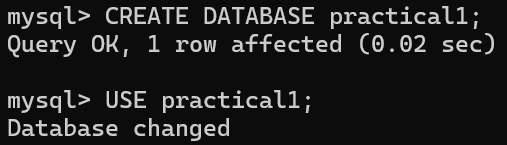 mysql> CREATE DATABASE practical1;
Query OK, 1 row affected (0.02 sec)
mysql> USE practical1;
Database changed